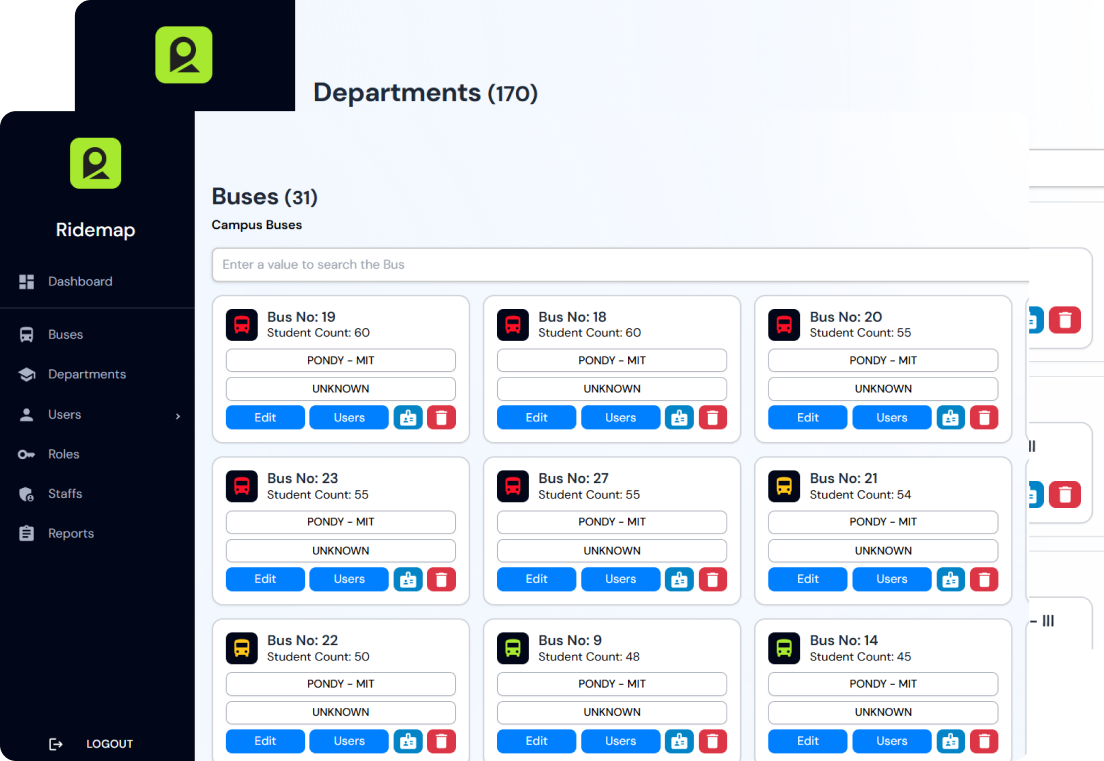 Departments (170)
Ridemap
Dashboard
Buses
Departments
Users
Roles
Staffs
Reports
LOGOUT
Buses (31)
Campus Buses
Enter a value to search the Bus
Bus No: 19
Student Count: 60
PONDY - MIT
UNKNOWN
Edit Users
Bus No: 18
Student Count: 60
PONDY - MIT
UNKNOWN
Edit Users
Bus No: 20
Student Count: 55
PONDY - MIT
UNKNOWN
Edit Users
Bus No: 23
Student Count: 55
PONDY - MIT
UNKNOWN
Edit Users
Bus No: 27
Student Count: 55
PONDY - MIT
UNKNOWN
Edit Users
Bus No: 21
Student Count: 54
PONDY - MIT
UNKNOWN
Edit Users
Bus No: 22
Student Count: 50
PONDY - MIT
UNKNOWN
Edit Users
Bus No: 9
Student Count: 48
PONDY - MIT
UNKNOWN
Edit Users
Bus No: 14
Student Count: 45
PONDY - MIT
UNKNOWN
Edit Users
- III